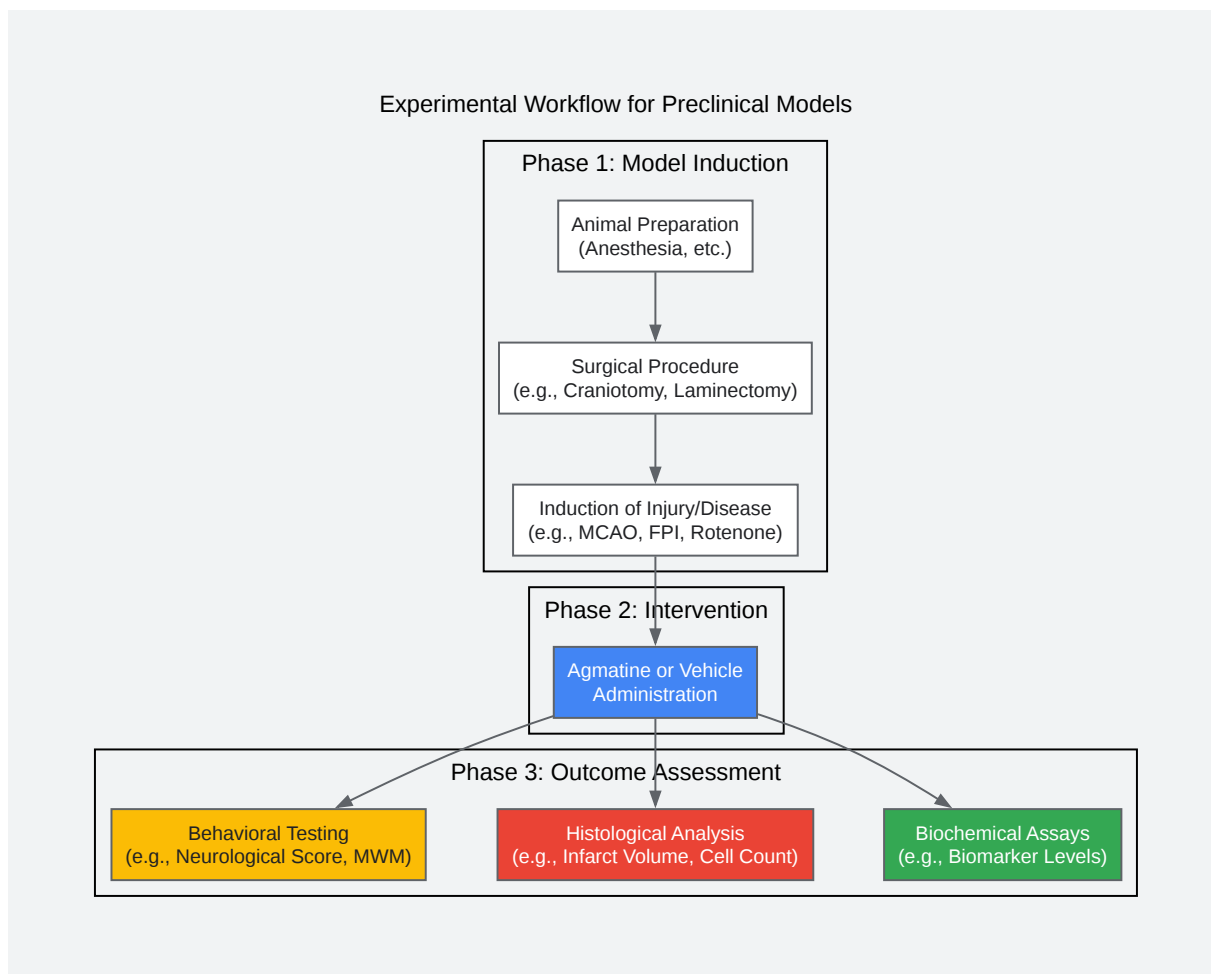 Experimental Workflow for Preclinical Models
Phase 1: Model Induction
Animal Preparation
(Anesthesia, etc.)
Surgical Procedure
(e.g., Craniotomy, Laminectomy)
Induction of Injury/Disease
(e.g., MCAO, FPI, Rotenone)
Phase 2: Intervention
Agmatine or Vehicle
Administration
Phase 3: Outcome Assessment
Behavioral Testing
(e.g., Neurological Score, MWM)
Histological Analysis
(e.g., Infarct Volume, Cell Count)
Biochemical Assays
(e.g., Biomarker Levels)